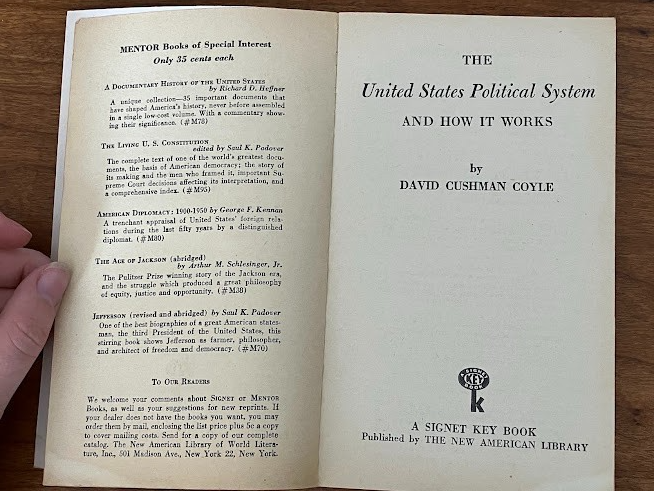 MENTOR Books of Special Interest
Only 35 cents each
A DOCUMENTARY HISTORY OF THE UNITED STATES
by Richard D. Heffner
A unique collection—35 important documents that
have shaped America's history, never before assembled
in a single low-cost volume. With a commentary show-
ing their significance. (#M78)
THE LIVING U. S. CONSTITUTION
edited by Saul K. Padover
The complete text of one of the world's greatest docu-
ments, the basis of American democracy; the story of
its making and the men who framed it, important Su-
preme Court decisions affecting its interpretation, and
a comprehensive index. (#M95)
AMERICAN DIPLOMACY: 1900-1950 by George F. Kennan
A trenchant appraisal of United States' foreign rela-
tions during the last fifty years by a distinguished
diplomat. (#M80)
THE AGE OF JACKSON (abridged)
by Arthur M. Schlesinger, Jr.
The Pulitzer Prize winning story of the Jackson era,
and the struggle which produced a great philosophy
of equity, justice and opportunity. (#M38)
JEFFERSON (revised and abridged) by Saul K. Padover
One of the best biographies of a great American states-
man, the third President of the United States, this
stirring book shows Jefferson as farmer, philosopher,
and architect of freedom and democracy. (#M70)
TO OUR READERS
We welcome your comments about SIGNET or MENTOR
Books, as well as your suggestions for new reprints. If
your dealer does not have the books you want, you may
order them by mail, enclosing the list price plus 5c a copy
to cover mailing costs. Send for a copy of our complete
catalog. The New American Library of World Litera-
ture, Inc., 501 Madison Ave., New York 22, New York.
THE
United States Political System
AND HOW IT WORKS
by
DAVID CUSHMAN COYLE
A SIGNET
KEY
BOOK
k
A SIGNET KEY BOOK
Published by THE NEW AMERICAN LIBRARY